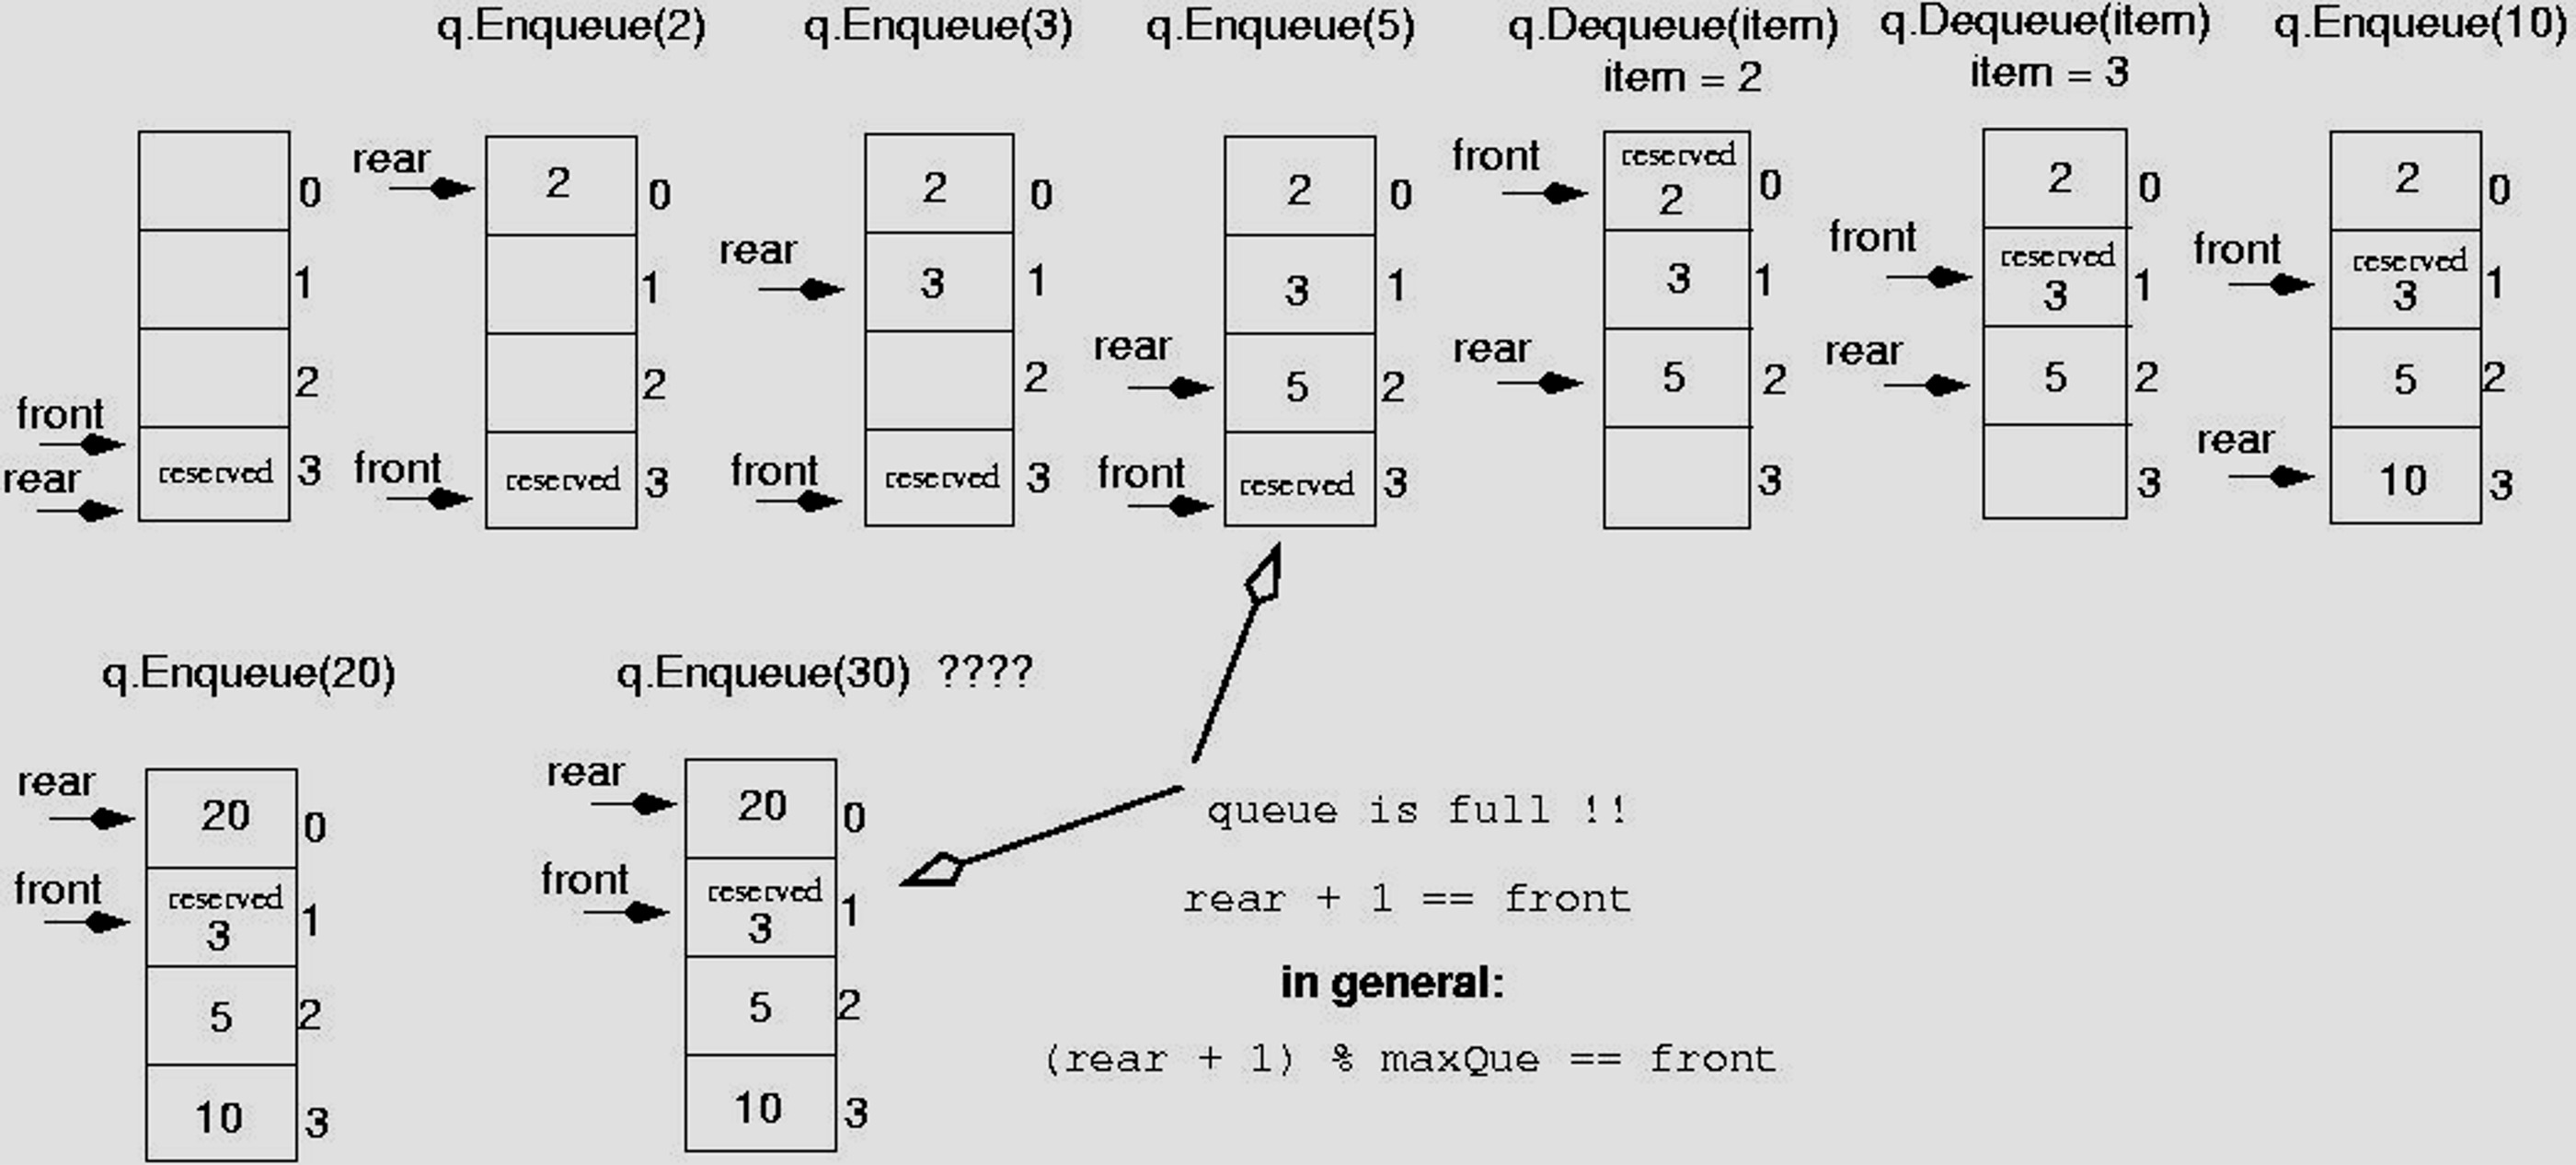 q.Enqueue(2)
q.Enqueue(3)
q.Enqueue(5)
q.Dequeue(item)
item = 2
q.Dequeue(item)
item = 3
q.Enqueue(10)
0
1
2
front
rear
reserved 3
rear
2 0
1
2
front
reserved 3
2 0
rear
3 1
2
front
reserved 3
2 0
3 1
rear
5 2
front
reserved 3
front
reserved
2 0
3 1
rear
5 2
3
2 0
front
reserved
3 1
rear
5 2
3
2 0
front
reserved
3 1
5 2
rear
10 3
q.Enqueue(20)
rear
20 0
front
reserved
3 1
5 2
10 3
q.Enqueue(30) ????
rear
20 0
front
reserved
3 1
5 2
10 3
queue is full !!
rear + 1 == front
in general:
(rear + 1) % maxQue == front